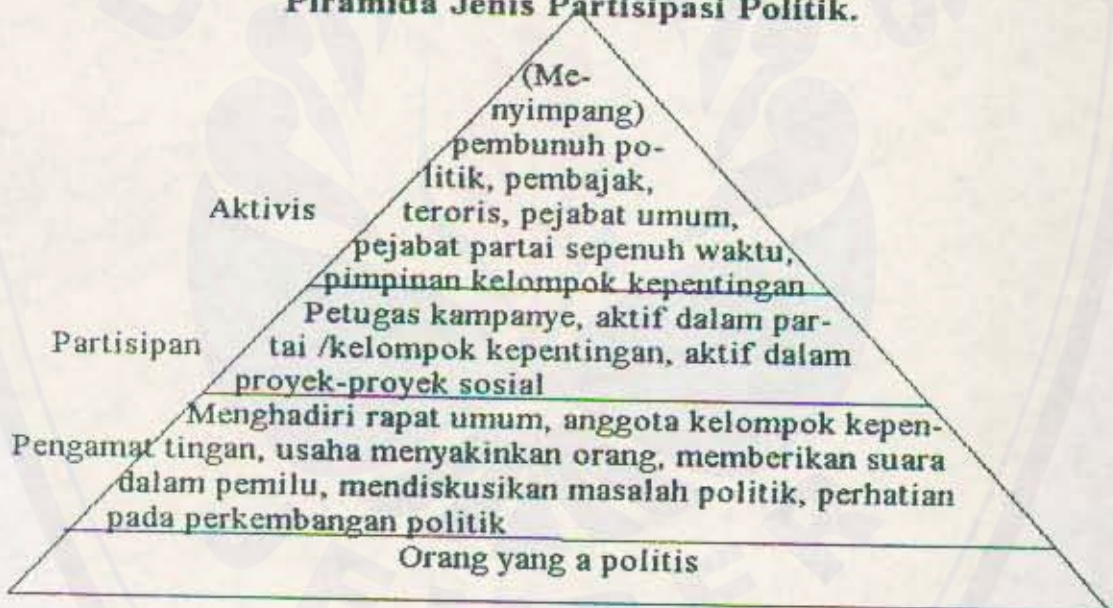 Piramida Jenis Partisipasi Politik.
(Me-
nyimpang)
pembunuh po-
litik, pembajak,
Aktivis teroris, pejabat umum,
pejabat partai sepenuh waktu,
pimpinan kelompok kepentingan
Petugas kampanye, aktif dalam par-
Partisipan tai /kelompok kepentingan, aktif dalam
proyek-proyek sosial
Menghadiri rapat umum, anggota kelompok kepen-
Pengamat tingan, usaha menyakinkan orang, memberikan suara
dalam pemilu, mendiskusikan masalah politik, perhatian
pada perkembangan politik
Orang yang a politis